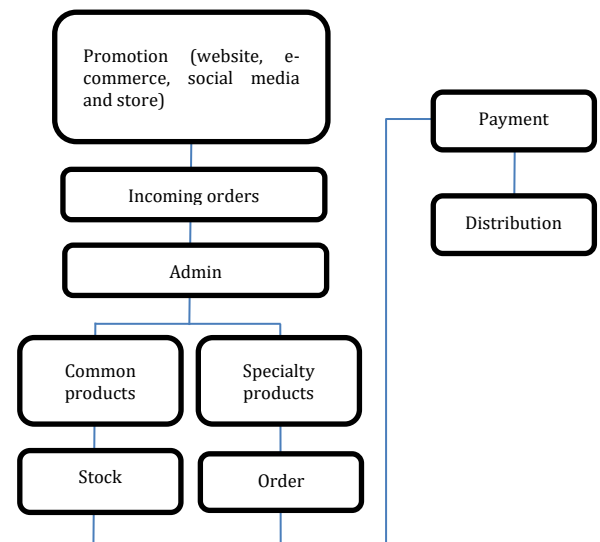 Promotion (website, e-
commerce, social media
and store)
Incoming orders
Admin
Common
products
Specialty
products
Stock
Order
Payment
Distribution